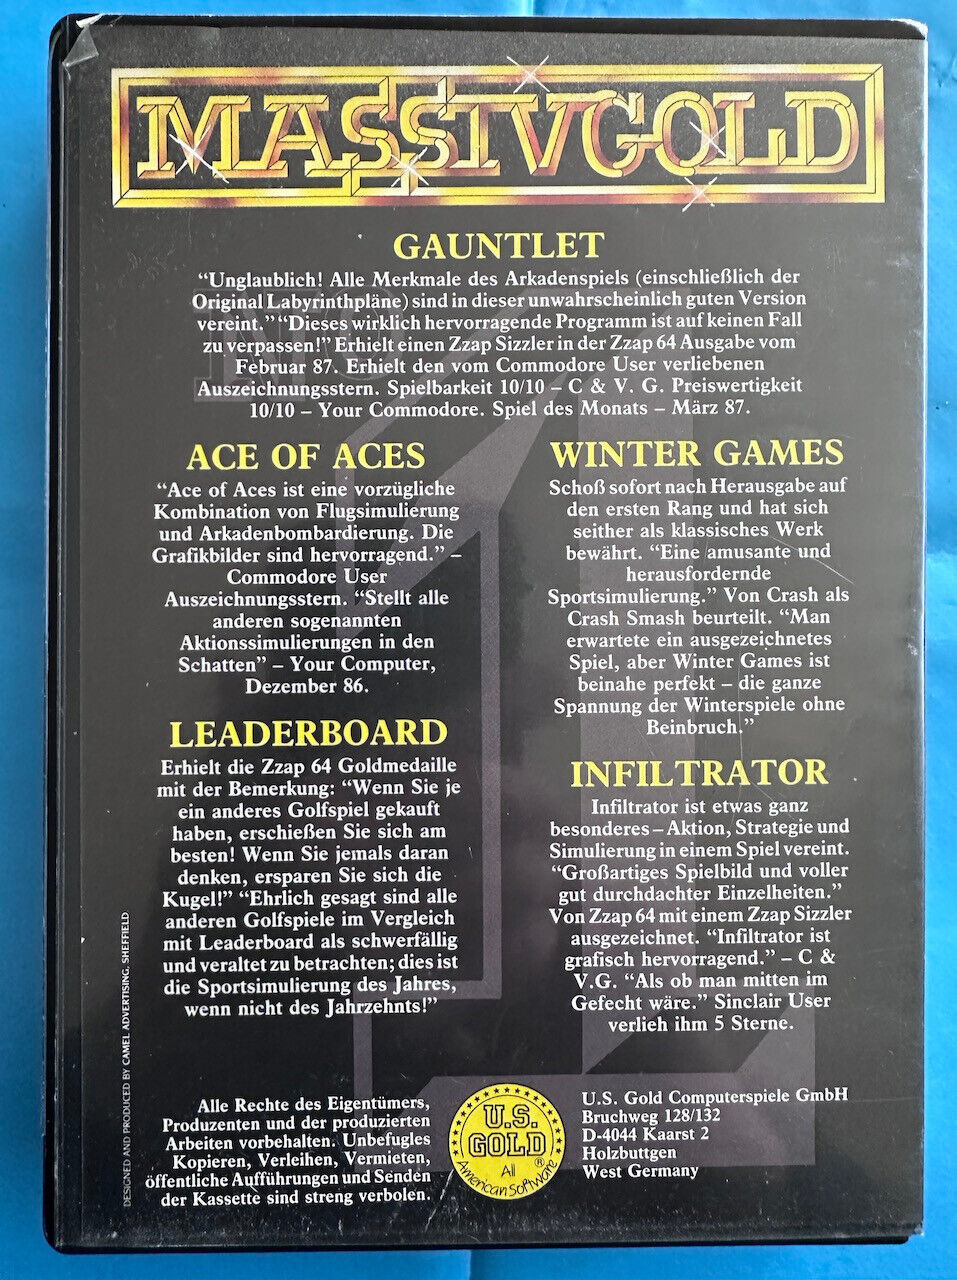 MASSIVGOLD
GAUNTLET
“Unglaublich! Alle Merkmale des Arkadenspiels (einschließlich der
Original Labyrinthpläne) sind in dieser unwahrscheinlich guten Version
vereint.” “Dieses wirklich hervorragende Programm ist auf keinen Fall
zu verpassen!” Erhielt einen Zzap Sizzler in der Zzap 64 Ausgabe vom
Februar 87. Erhielt den vom Commodore User verliebenen
Auszeichnungsstern. Spielbarkeit 10/10 – C & V. G. Preiswertigkeit
10/10 – Your Commodore. Spiel des Monats – März 87.
ACE OF ACES
“Ace of Aces ist eine vorzügliche
Kombination von Flugsimulierung
und Arkadenbombardierung. Die
Grafikbilder sind hervorragend.” –
Commodore User
Auszeichnungsstern. “Stellt alle
anderen sogenannten
Aktionssimulierungen in den
Schatten” – Your Computer,
Dezember 86.
LEADERBOARD
Erhielt die Zzap 64 Goldmedaille
mit der Bemerkung: “Wenn Sie je
ein anderes Golfspiel gekauft
haben, erschießen Sie sich am
besten! Wenn Sie jemals daran
denken, ersparen Sie sich die
Kugel!” “Ehrlich gesagt sind alle
anderen Golfspiele im Vergleich
mit Leaderboard als schwerfällig
und veraltet zu betrachten; dies ist
die Sportsimulierung des Jahres,
wenn nicht des Jahrzehnts!”
WINTER GAMES
Schoß sofort nach Herausgabe auf
den ersten Rang und hat sich
seither als klassisches Werk
bewährt. “Eine amusante und
herausfordernde
Sportsimulierung.” Von Crash als
Crash Smash beurteilt. “Man
erwartete ein ausgezeichnetes
Spiel, aber Winter Games ist
beinahe perfekt – die ganze
Spannung der Winterspiele ohne
Beinbruch.”
INFILTRATOR
Infiltrator ist etwas ganz
besonderes – Aktion, Strategie und
Simulierung in einem Spiel vereint.
“Großartiges Spielbild und voller
gut durchdachter Einzelheiten.”
Von Zzap 64 mit einem Zzap Sizzler
ausgezeichnet. “Infiltrator ist
grafisch hervorragend.” – C &
V.G. “Als ob man mitten im
Gefecht wäre.” Sinclair User
verlieh ihm 5 Sterne.
DESIGNED AND PRODUCED BY CAMEL ADVERTISING, SHEFFIELD
Alle Rechte des Eigentümers,
Produzenten und der produzierten
Arbeiten vorbehalten. Unbefugles
Kopieren, Verleihen, Vermieten,
öffentliche Aufführungen und Senden
der Kassette sind streng verbolen.
U.S.
GOLD®
All
American Software
U.S. Gold Computerspiele GmbH
Bruchweg 128/132
D-4044 Kaarst 2
Holzbuttgen
West Germany